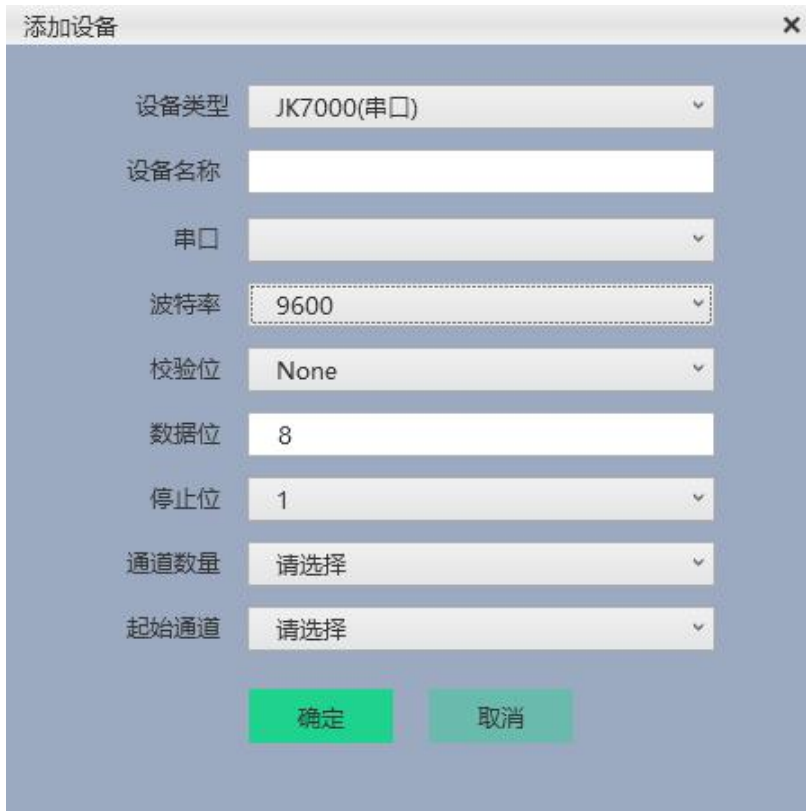 添加设备
设备类型 JK7000(串口)
设备名称
串口
波特率 9600
校验位 None
数据位 8
停止位 1
通道数量 请选择
起始通道 请选择
确定 取消